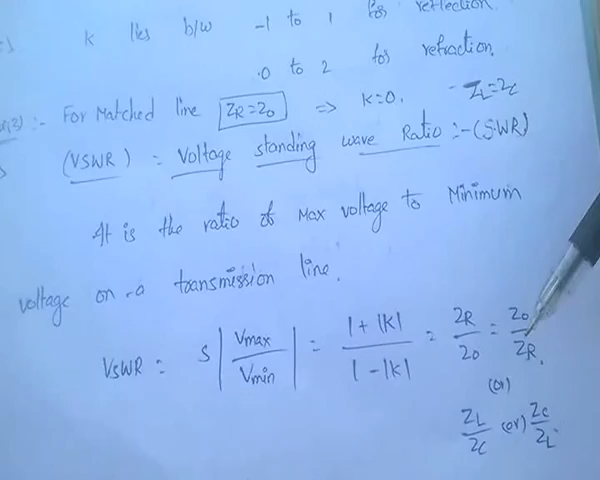 K lies b/w -1 to 1 for reflection.
0 to 2 for refraction.
:- For Matched line ZR=Z0 => K=0. - ZL=ZC
(VSWR) = Voltage standing wave Ratio :- (SWR)
It is the ratio of Max voltage to Minimum
voltage on a transmission line.
VSWR = S |Vmax/Vmin| = 1+|K| / 1-|K| = ZR/Z0 = Z0/ZR.
(or)
ZL/ZC (or) ZC/ZL.